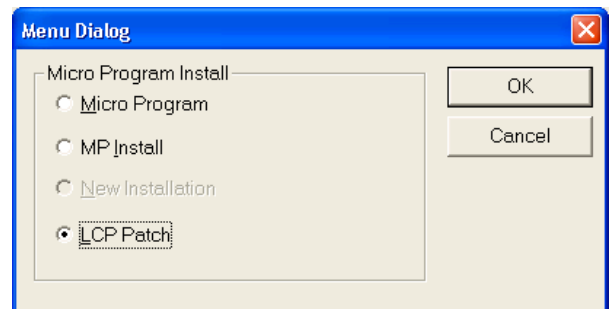 Menu Dialog
Micro Program Install
Micro Program
MP Install
New Installation
LCP Patch
OK
Cancel